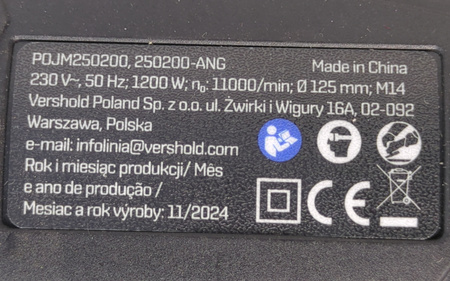 POJM250200, 250200-ANG Made in China
230 V~, 50 Hz; 1200 W; n₀: 11000/min; Ø 125 mm; M14
Vershold Poland Sp. z o.o. ul. Żwirki i Wigury 16A, 02-092
Warszawa, Polska
e-mail: infolinia@vershold.com
Rok i miesiąc produkcji/ Mês
e ano de produção /
Mesiac a rok výroby: 11/2024
CE